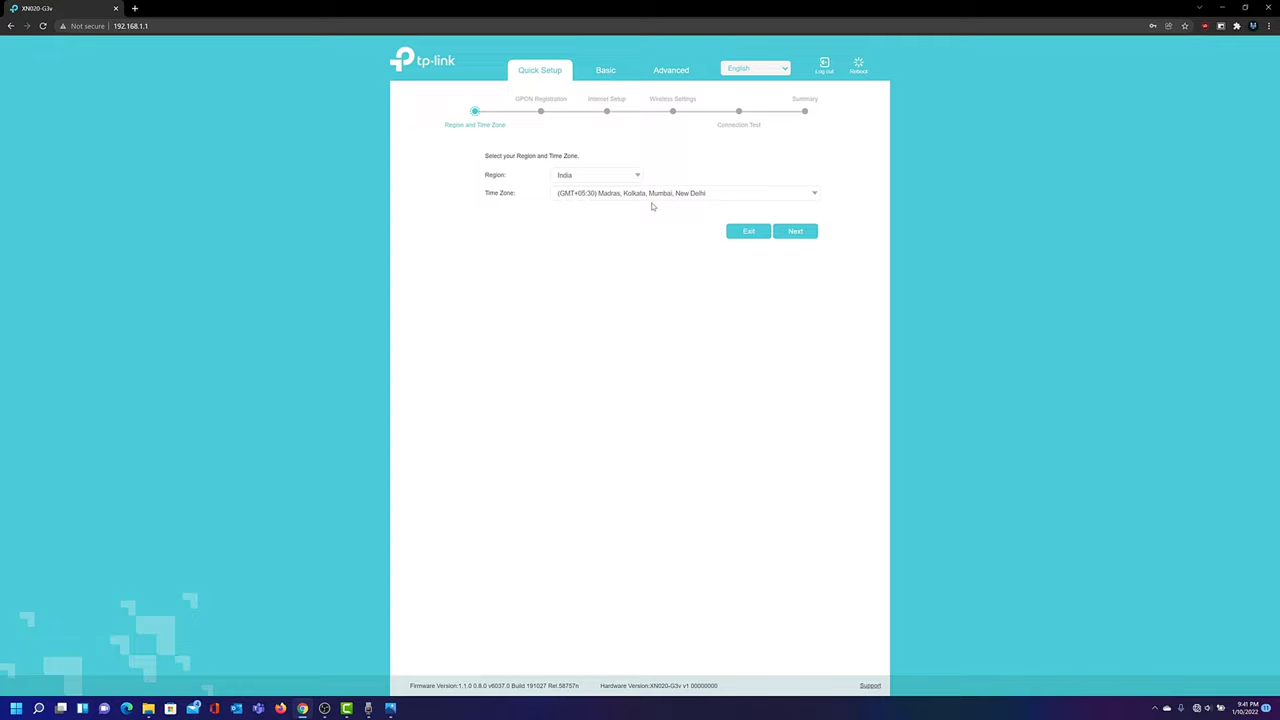 XN020-G3v
Not secure 192.168.1.1
tp-link
Quick Setup
Basic
Advanced
English
Log out
Reboot
GPON Registration
Internet Setup
Wireless Settings
Summary
Region and Time Zone
Connection Test
Select your Region and Time Zone.
Region: India
Time Zone: (GMT+05:30) Madras, Kolkata, Mumbai, New Delhi
Exit
Next
Firmware Version:1.1.0 0.8.0 v6037.0 Build 191027 Rel.58757n
Hardware Version:XN020-G3v v1 00000000
Support
9:41 PM
1/10/2022